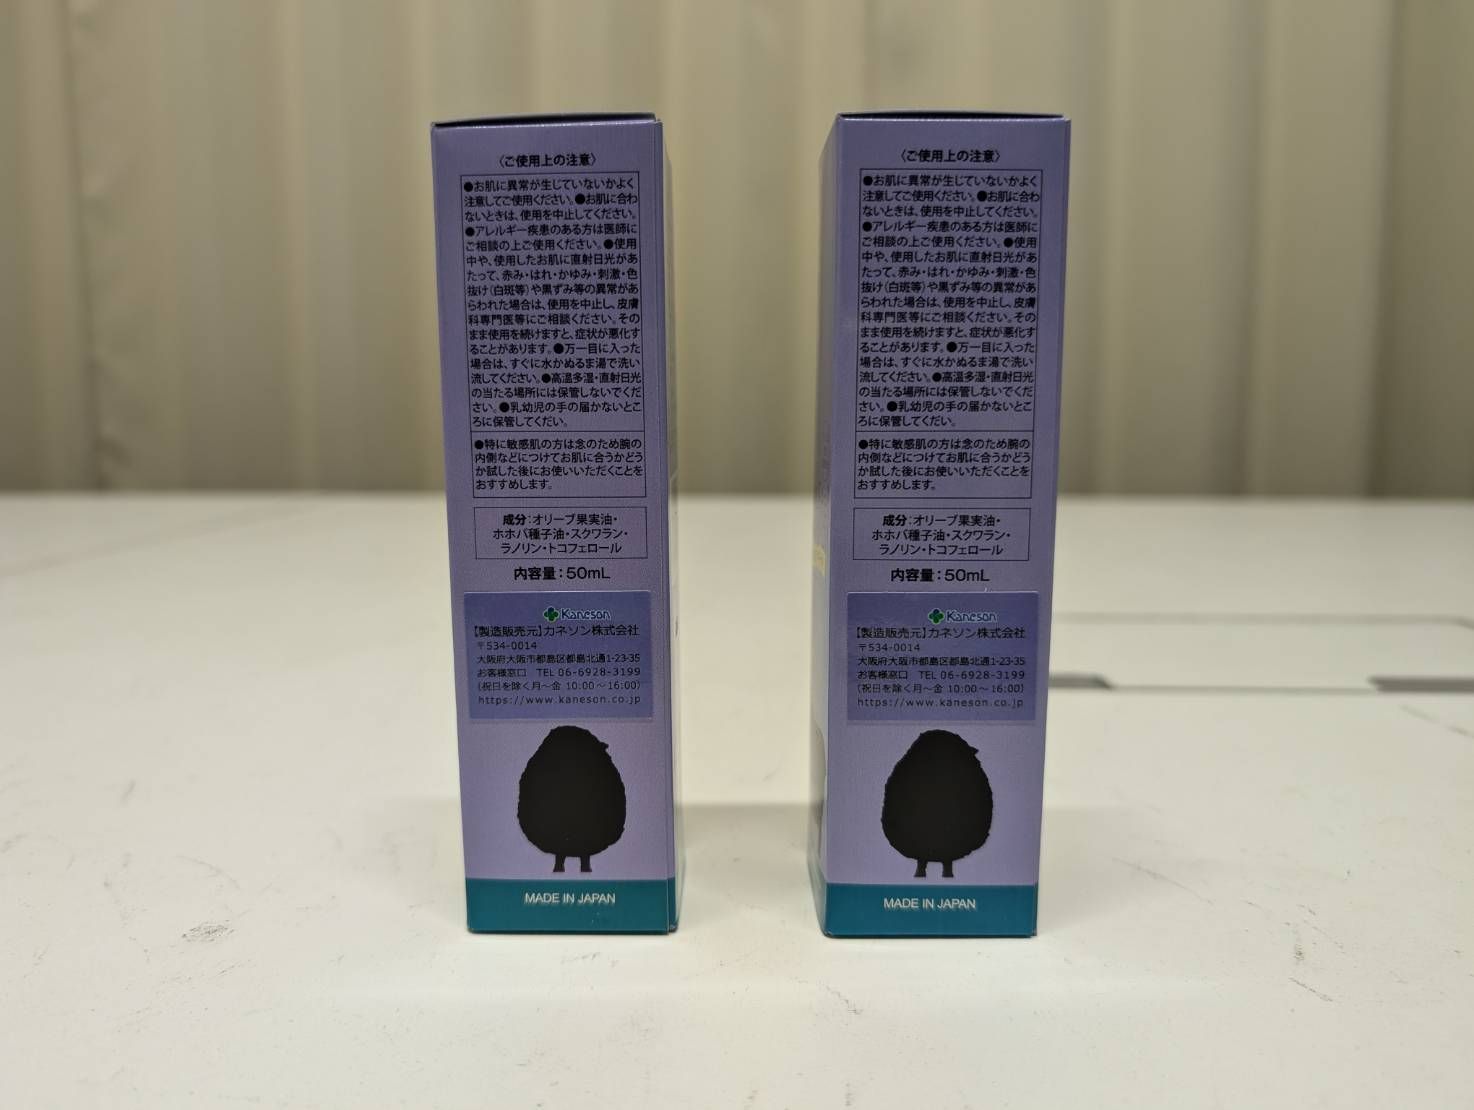 〈ご使用上の注意〉
●お肌に異常が生じていないかよく
注意してご使用ください。●お肌に合わ
ないときは、使用を中止してください。
●アレルギー疾患のある方は医師に
ご相談の上ご使用ください。●使用
中や、使用したお肌に直射日光があ
たって、赤み・はれ・かゆみ・刺激・色
抜け(白斑等)や黒ずみ等の異常があ
らわれた場合は、使用を中止し、皮膚
科専門医等にご相談ください。その
まま使用を続けますと、症状が悪化す
ることがあります。●万一目に入った
場合は、すぐに水かぬるま湯で洗い
流してください。●高温多湿・直射日光
の当たる場所には保管しないでくだ
さい。●乳幼児の手の届かないとこ
ろに保管してくだい。
●特に敏感肌の方は念のため腕の
内側などにつけてお肌に合うかどう
か試した後にお使いいただくことを
おすすめします。
成分:オリーブ果実油・
ホホバ種子油・スクワラン・
ラノリン・トコフェロール
内容量:50mL
Kaneson
【製造販売元】カネソン株式会社
〒534-0014
大阪府大阪市都島区都島北通1-23-35
お客様窓口 TEL 06-6928-3199
(祝日を除く月~金 10:00~16:00)
https://www.kaneson.co.jp
MADE IN JAPAN
〈ご使用上の注意〉
●お肌に異常が生じていないかよく
注意してご使用ください。●お肌に合わ
ないときは、使用を中止してください。
●アレルギー疾患のある方は医師に
ご相談の上ご使用ください。●使用
中や、使用したお肌に直射日光があ
たって、赤み・はれ・かゆみ・刺激・色
抜け(白斑等)や黒ずみ等の異常があ
らわれた場合は、使用を中止し、皮膚
科専門医等にご相談ください。その
まま使用を続けますと、症状が悪化す
ることがあります。●万一目に入った
場合は、すぐに水かぬるま湯で洗い
流してください。●高温多湿・直射日光
の当たる場所には保管しないでくだ
さい。●乳幼児の手の届かないとこ
ろに保管してくだい。
●特に敏感肌の方は念のため腕の
内側などにつけてお肌に合うかどう
か試した後にお使いいただくことを
おすすめします。
成分:オリーブ果実油・
ホホバ種子油・スクワラン・
ラノリン・トコフェロール
内容量:50mL
Kaneson
【製造販売元】カネソン株式会社
〒534-0014
大阪府大阪市都島区都島北通1-23-35
お客様窓口 TEL 06-6928-3199
(祝日を除く月~金 10:00~16:00)
https://www.kaneson.co.jp
MADE IN JAPAN